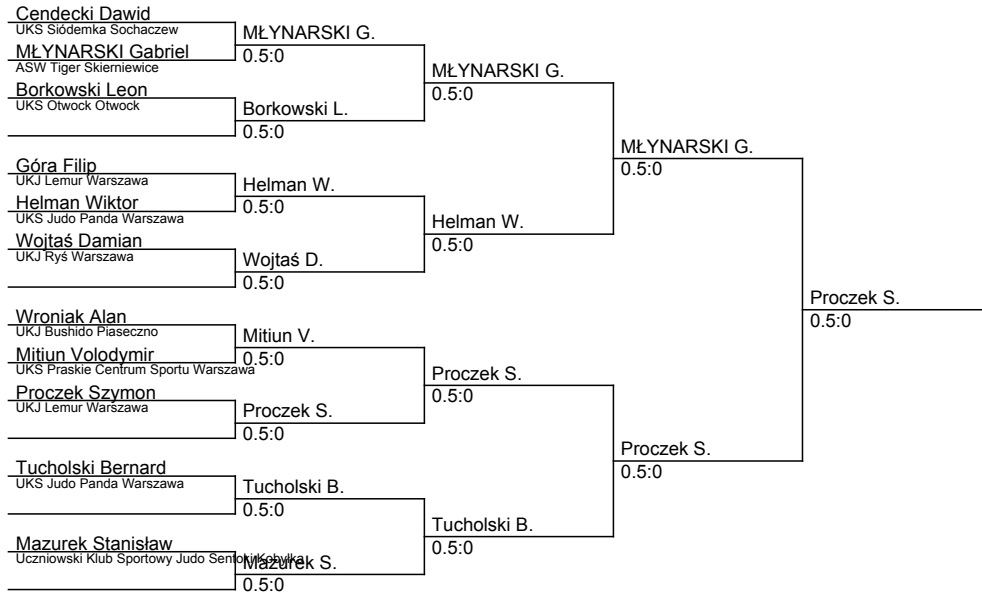 Cendecki Dawid
UKS Siódemka Sochaczew
MŁYNARSKI G.
0.5:0
MŁYNARSKI Gabriel
ASW Tiger Skierniewice
MŁYNARSKI G.
0.5:0
Borkowski Leon
UKS Otwock Otwock
Borkowski L.
0.5:0
MŁYNARSKI G.
0.5:0
Góra Filip
UKJ Lemur Warszawa
Helman W.
0.5:0
Helman Wiktor
UKS Judo Panda Warszawa
Helman W.
0.5:0
Wojtaś Damian
UKJ Ryś Warszawa
Wojtaś D.
0.5:0
Proczek S.
0.5:0
Wroniak Alan
UKJ Bushido Piaseczno
Mitiun V.
0.5:0
Mitiun Volodymir
UKS Praskie Centrum Sportu Warszawa
Proczek S.
0.5:0
Proczek Szymon
UKJ Lemur Warszawa
Proczek S.
0.5:0
Proczek S.
0.5:0
Tucholski Bernard
UKS Judo Panda Warszawa
Tucholski B.
0.5:0
Tucholski B.
0.5:0
Mazurek Stanisław
Uczniowski Klub Sportowy Judo Sentoki Kobyłka
Mazurek S.
0.5:0